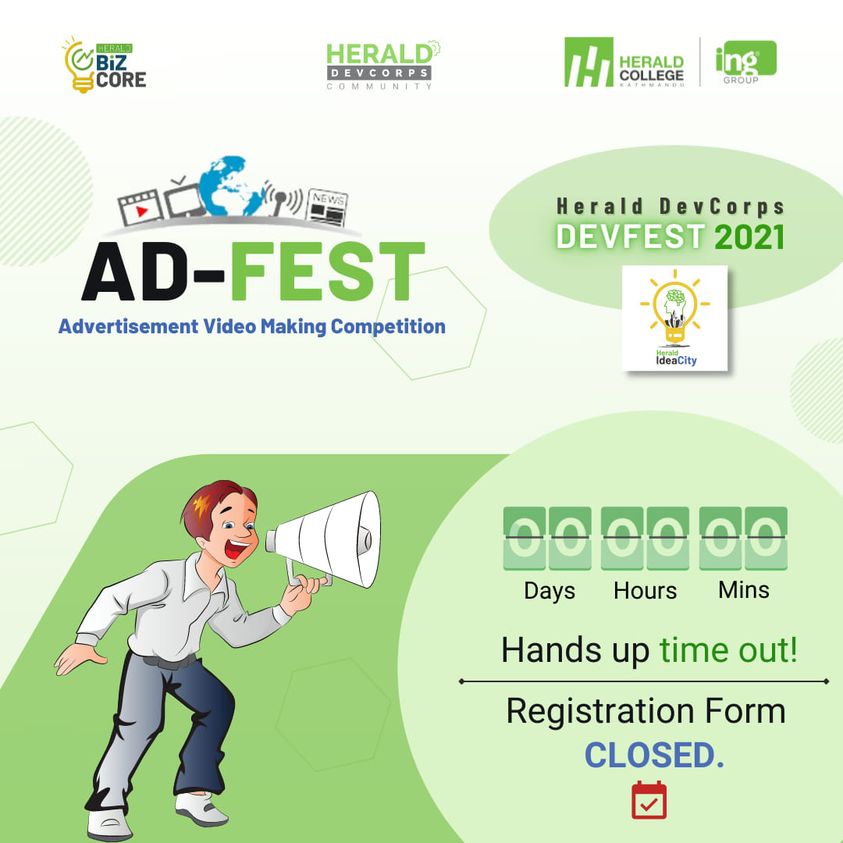 HERALD
BiZ
CORE
HERALD
DEVCORPS
COMMUNITY
HERALD
COLLEGE
KATHMANDU
ing®
GROUP
NEWS
AD-FEST
Advertisement Video Making Competition
Herald DevCorps
DEVFEST 2021
Herald
IdeaCity
00 00 00
Days Hours Mins
Hands up time out!
Registration Form
CLOSED.